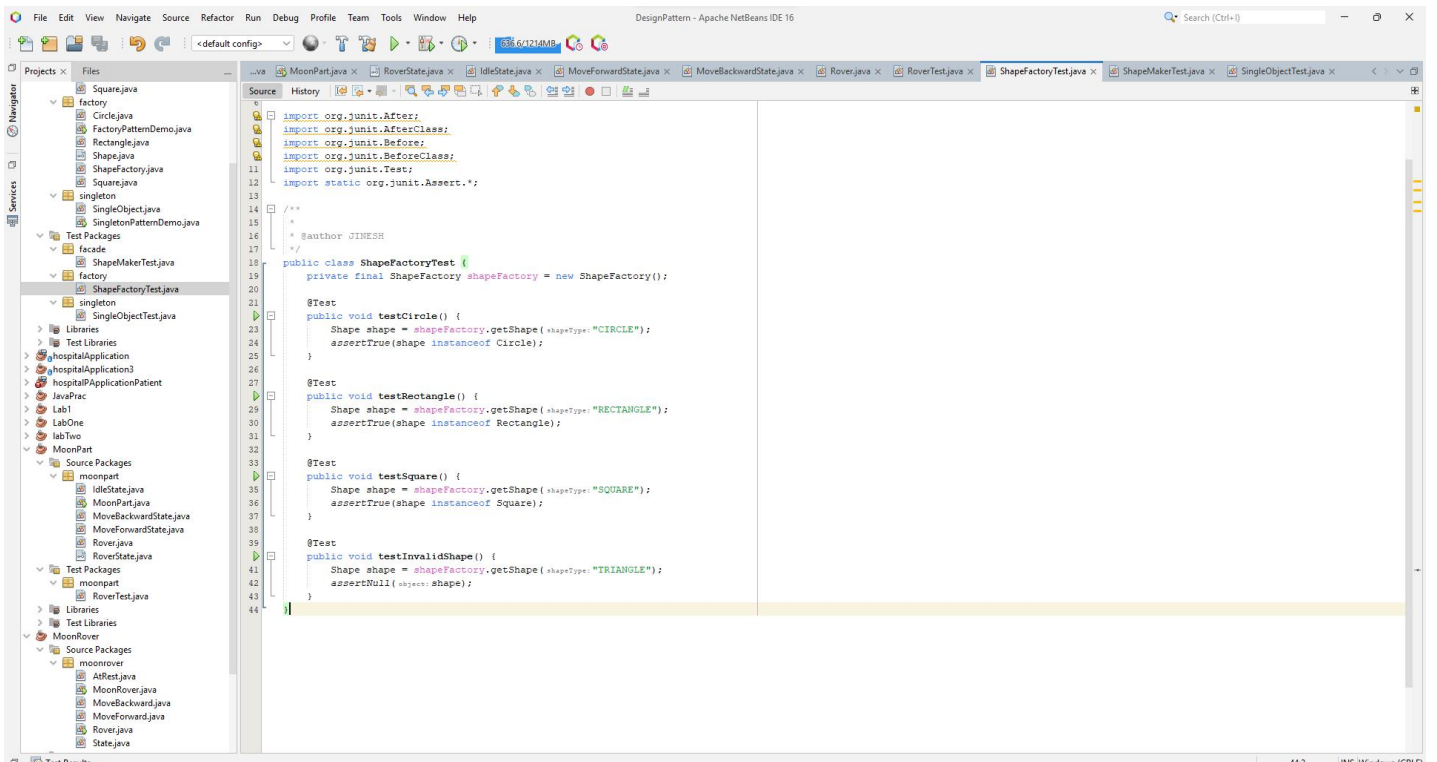 File Edit View Navigate Source Refactor Run Debug Profile Team Tools Window Help DesignPattern - Apache NetBeans IDE 16 Search (Ctrl+I)
<default config> 636.6/1214MB
Projects × Files
...va MoonPart.java × RoverState.java × IdleState.java × MoveForwardState.java × MoveBackwardState.java × Rover.java × RoverTest.java × ShapeFactoryTest.java × ShapeMakerTest.java × SingleObjectTest.java ×
Source History
Navigator
Services
Square.java
factory
Circle.java
FactoryPatternDemo.java
Rectangle.java
Shape.java
ShapeFactory.java
Square.java
singleton
SingleObject.java
SingletonPatternDemo.java
Test Packages
facade
ShapeMakerTest.java
factory
ShapeFactoryTest.java
singleton
SingleObjectTest.java
Libraries
Test Libraries
hospitalApplication
hospitalApplication3
hospitalPApplicationPatient
JavaPrac
Lab1
LabOne
labTwo
MoonPart
Source Packages
moonpart
IdleState.java
MoonPart.java
MoveBackwardState.java
MoveForwardState.java
Rover.java
RoverState.java
Test Packages
moonpart
RoverTest.java
Libraries
Test Libraries
MoonRover
Source Packages
moonrover
AtRest.java
MoonRover.java
MoveBackward.java
MoveForward.java
Rover.java
State.java
6
import org.junit.After;
import org.junit.AfterClass;
import org.junit.Before;
import org.junit.BeforeClass;
11 import org.junit.Test;
12 import static org.junit.Assert.*;
13
14 /**
15 *
16 * @author JINESH
17 */
18 public class ShapeFactoryTest {
19 private final ShapeFactory shapeFactory = new ShapeFactory();
20
21 @Test
public void testCircle() {
23 Shape shape = shapeFactory.getShape( shapeType: "CIRCLE");
24 assertTrue(shape instanceof Circle);
25 }
26
27 @Test
public void testRectangle() {
29 Shape shape = shapeFactory.getShape( shapeType: "RECTANGLE");
30 assertTrue(shape instanceof Rectangle);
31 }
32
33 @Test
public void testSquare() {
35 Shape shape = shapeFactory.getShape( shapeType: "SQUARE");
36 assertTrue(shape instanceof Square);
37 }
38
39 @Test
public void testInvalidShape() {
41 Shape shape = shapeFactory.getShape( shapeType: "TRIANGLE");
42 assertNull( object: shape);
43 }
44 }